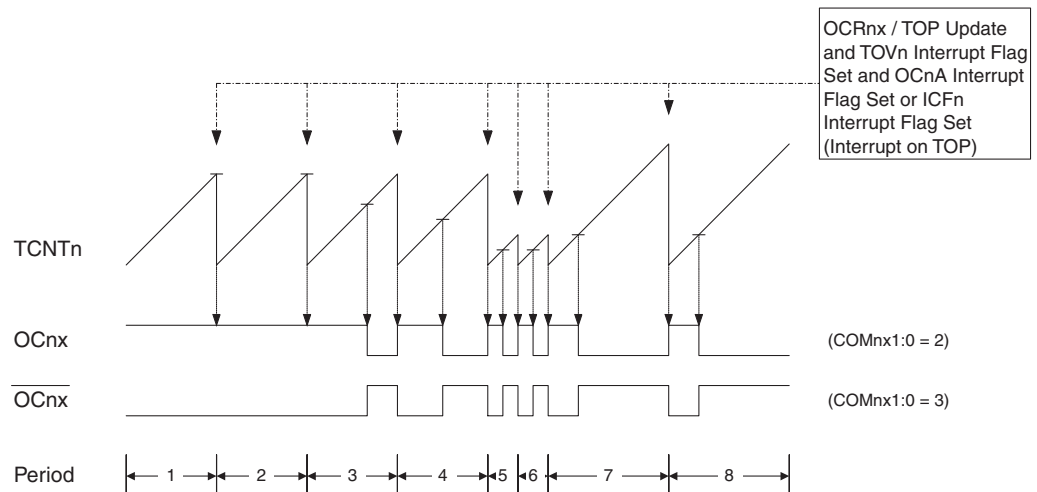 OCRnx / TOP Update
and TOVn Interrupt Flag
Set and OCnA Interrupt
Flag Set or ICFn
Interrupt Flag Set
(Interrupt on TOP)
TCNTn
OCnx (COMnx1:0 = 2)
OCnx (COMnx1:0 = 3)
Period 1 2 3 4 5 6 7 8